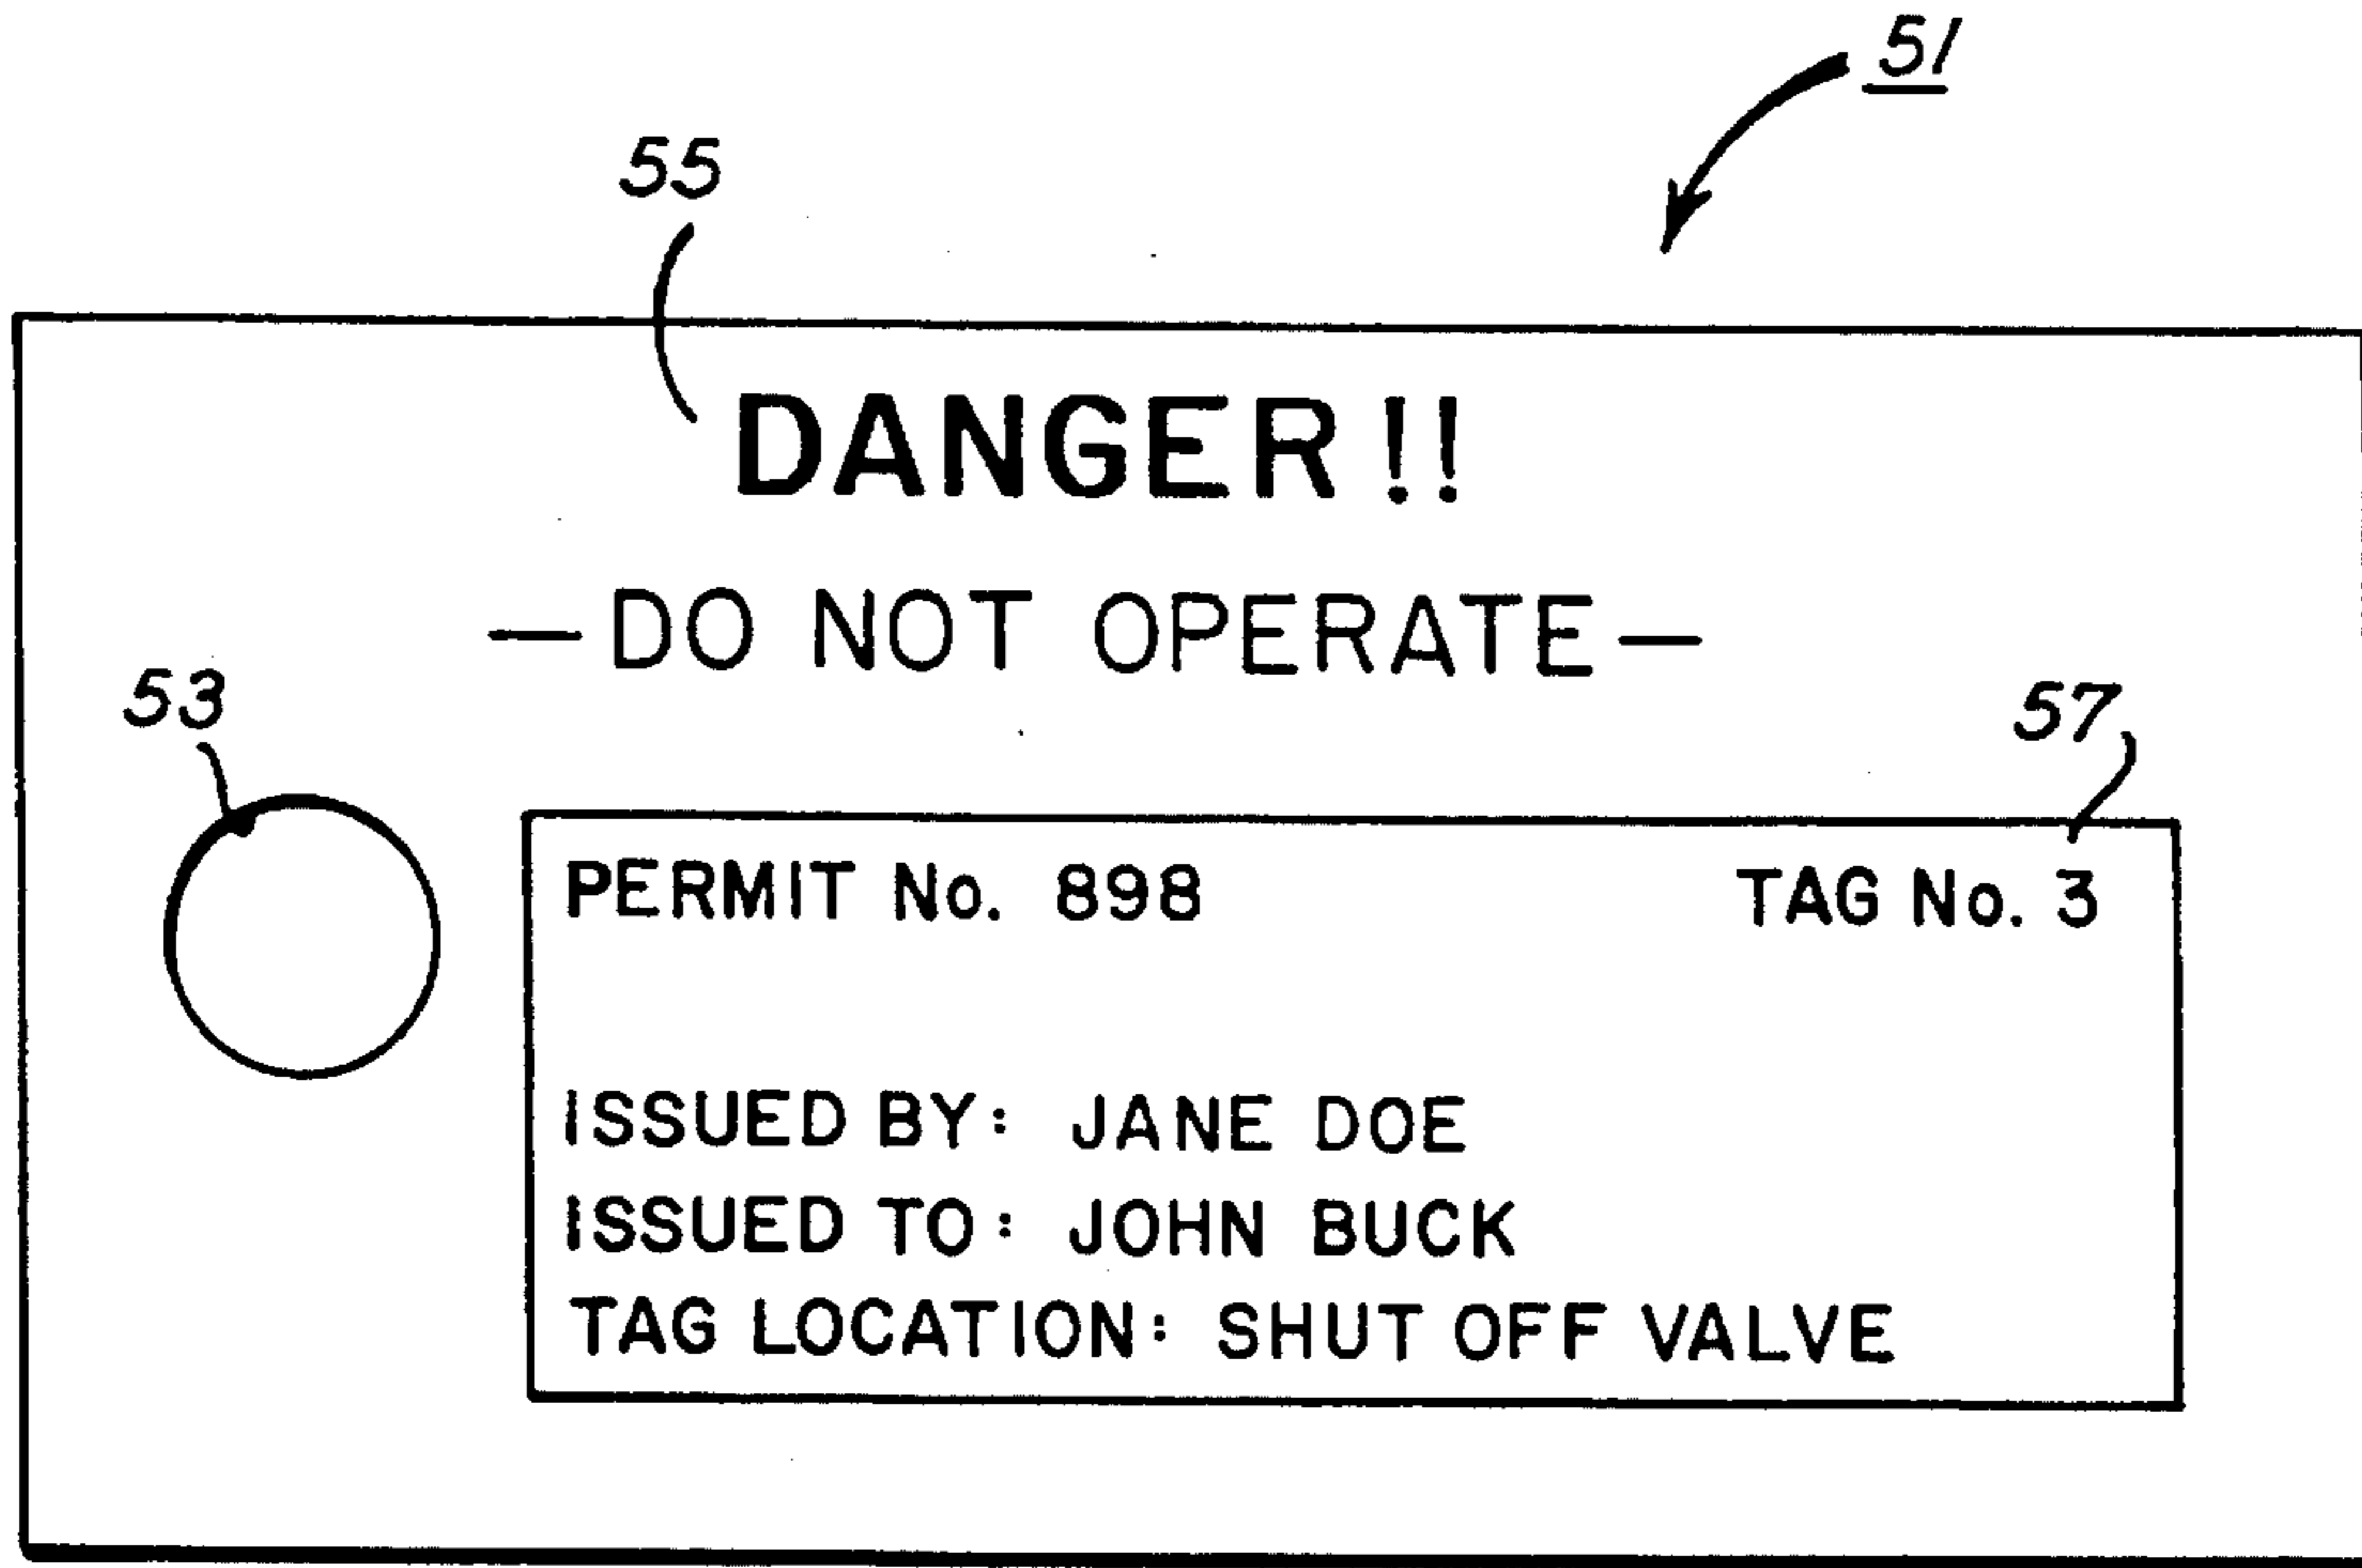 51
55
DANGER!!
—DO NOT OPERATE—
53
57
PERMIT No. 898 TAG No. 3
ISSUED BY: JANE DOE
ISSUED TO: JOHN BUCK
TAG LOCATION: SHUT OFF VALVE